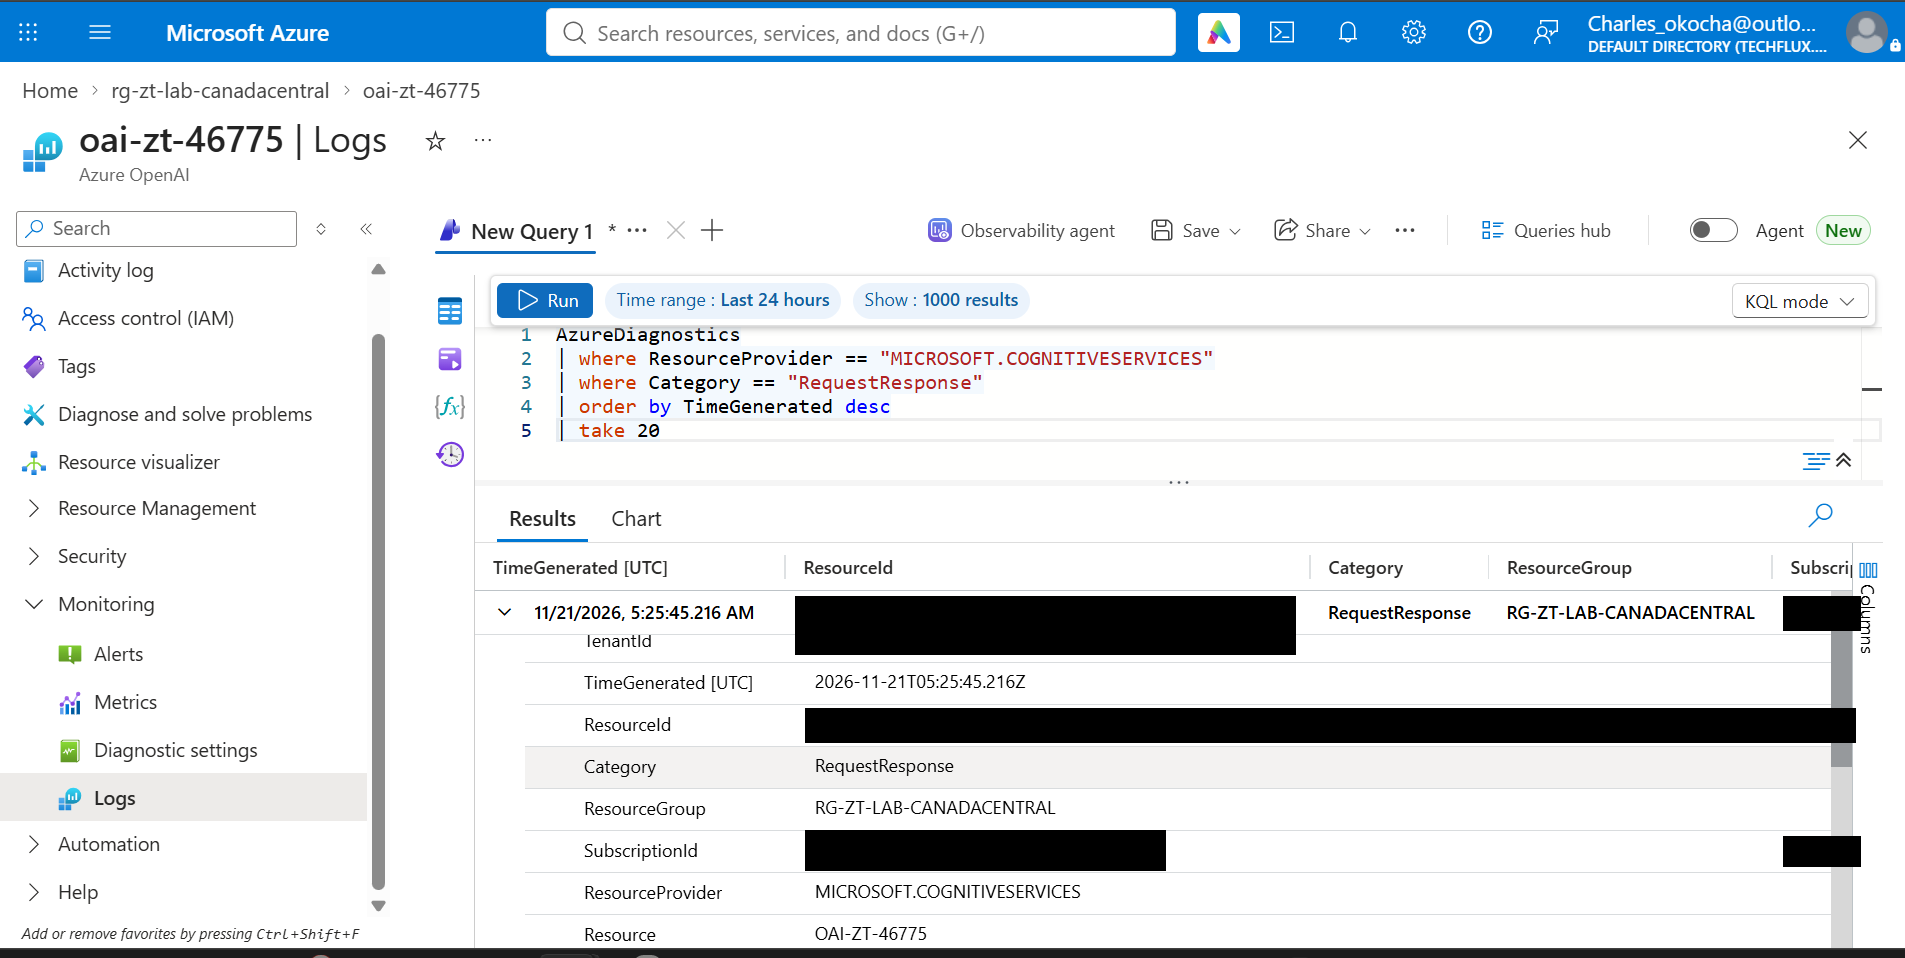 Microsoft Azure
Search resources, services, and docs (G+/)
Charles_okocha@outlo...
DEFAULT DIRECTORY (TECHFLUX....
Home > rg-zt-lab-canadacentral > oai-zt-46775
oai-zt-46775 | Logs
Azure OpenAI
Search
Activity log
Access control (IAM)
Tags
Diagnose and solve problems
Resource visualizer
Resource Management
Security
Monitoring
Alerts
Metrics
Diagnostic settings
Logs
Automation
Help
Add or remove favorites by pressing Ctrl+Shift+F
New Query 1 * ...
Observability agent
Save
Share
...
Queries hub
Agent
New
Run
Time range : Last 24 hours
Show : 1000 results
KQL mode
1 AzureDiagnostics
2 | where ResourceProvider == "MICROSOFT.COGNITIVESERVICES"
3 | where Category == "RequestResponse"
4 | order by TimeGenerated desc
5 | take 20
Results
Chart
TimeGenerated [UTC] ResourceId Category ResourceGroup Subscri
Columns
11/21/2026, 5:25:45.216 AM RequestResponse RG-ZT-LAB-CANADACENTRAL
TenantId
TimeGenerated [UTC] 2026-11-21T05:25:45.216Z
ResourceId
Category RequestResponse
ResourceGroup RG-ZT-LAB-CANADACENTRAL
SubscriptionId
ResourceProvider MICROSOFT.COGNITIVESERVICES
Resource OAI-ZT-46775